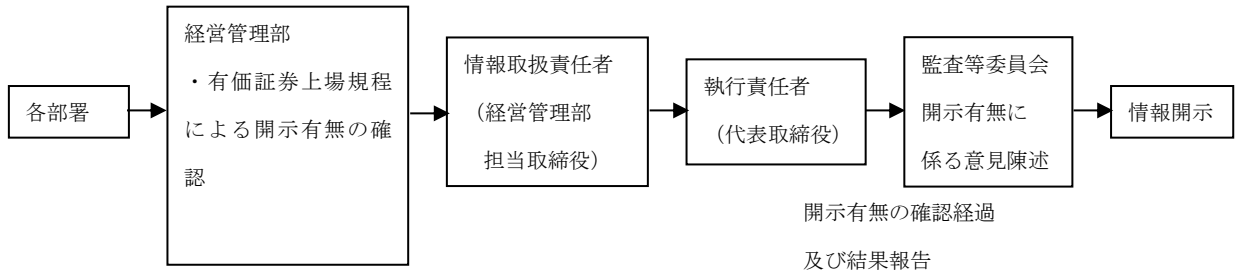 各部署
経営管理部
・有価証券上場規程
による開示有無の確
認
情報取扱責任者
（経営管理部
担当取締役）
執行責任者
（代表取締役）
監査等委員会
開示有無に
係る意見陳述
情報開示
開示有無の確認経過
及び結果報告